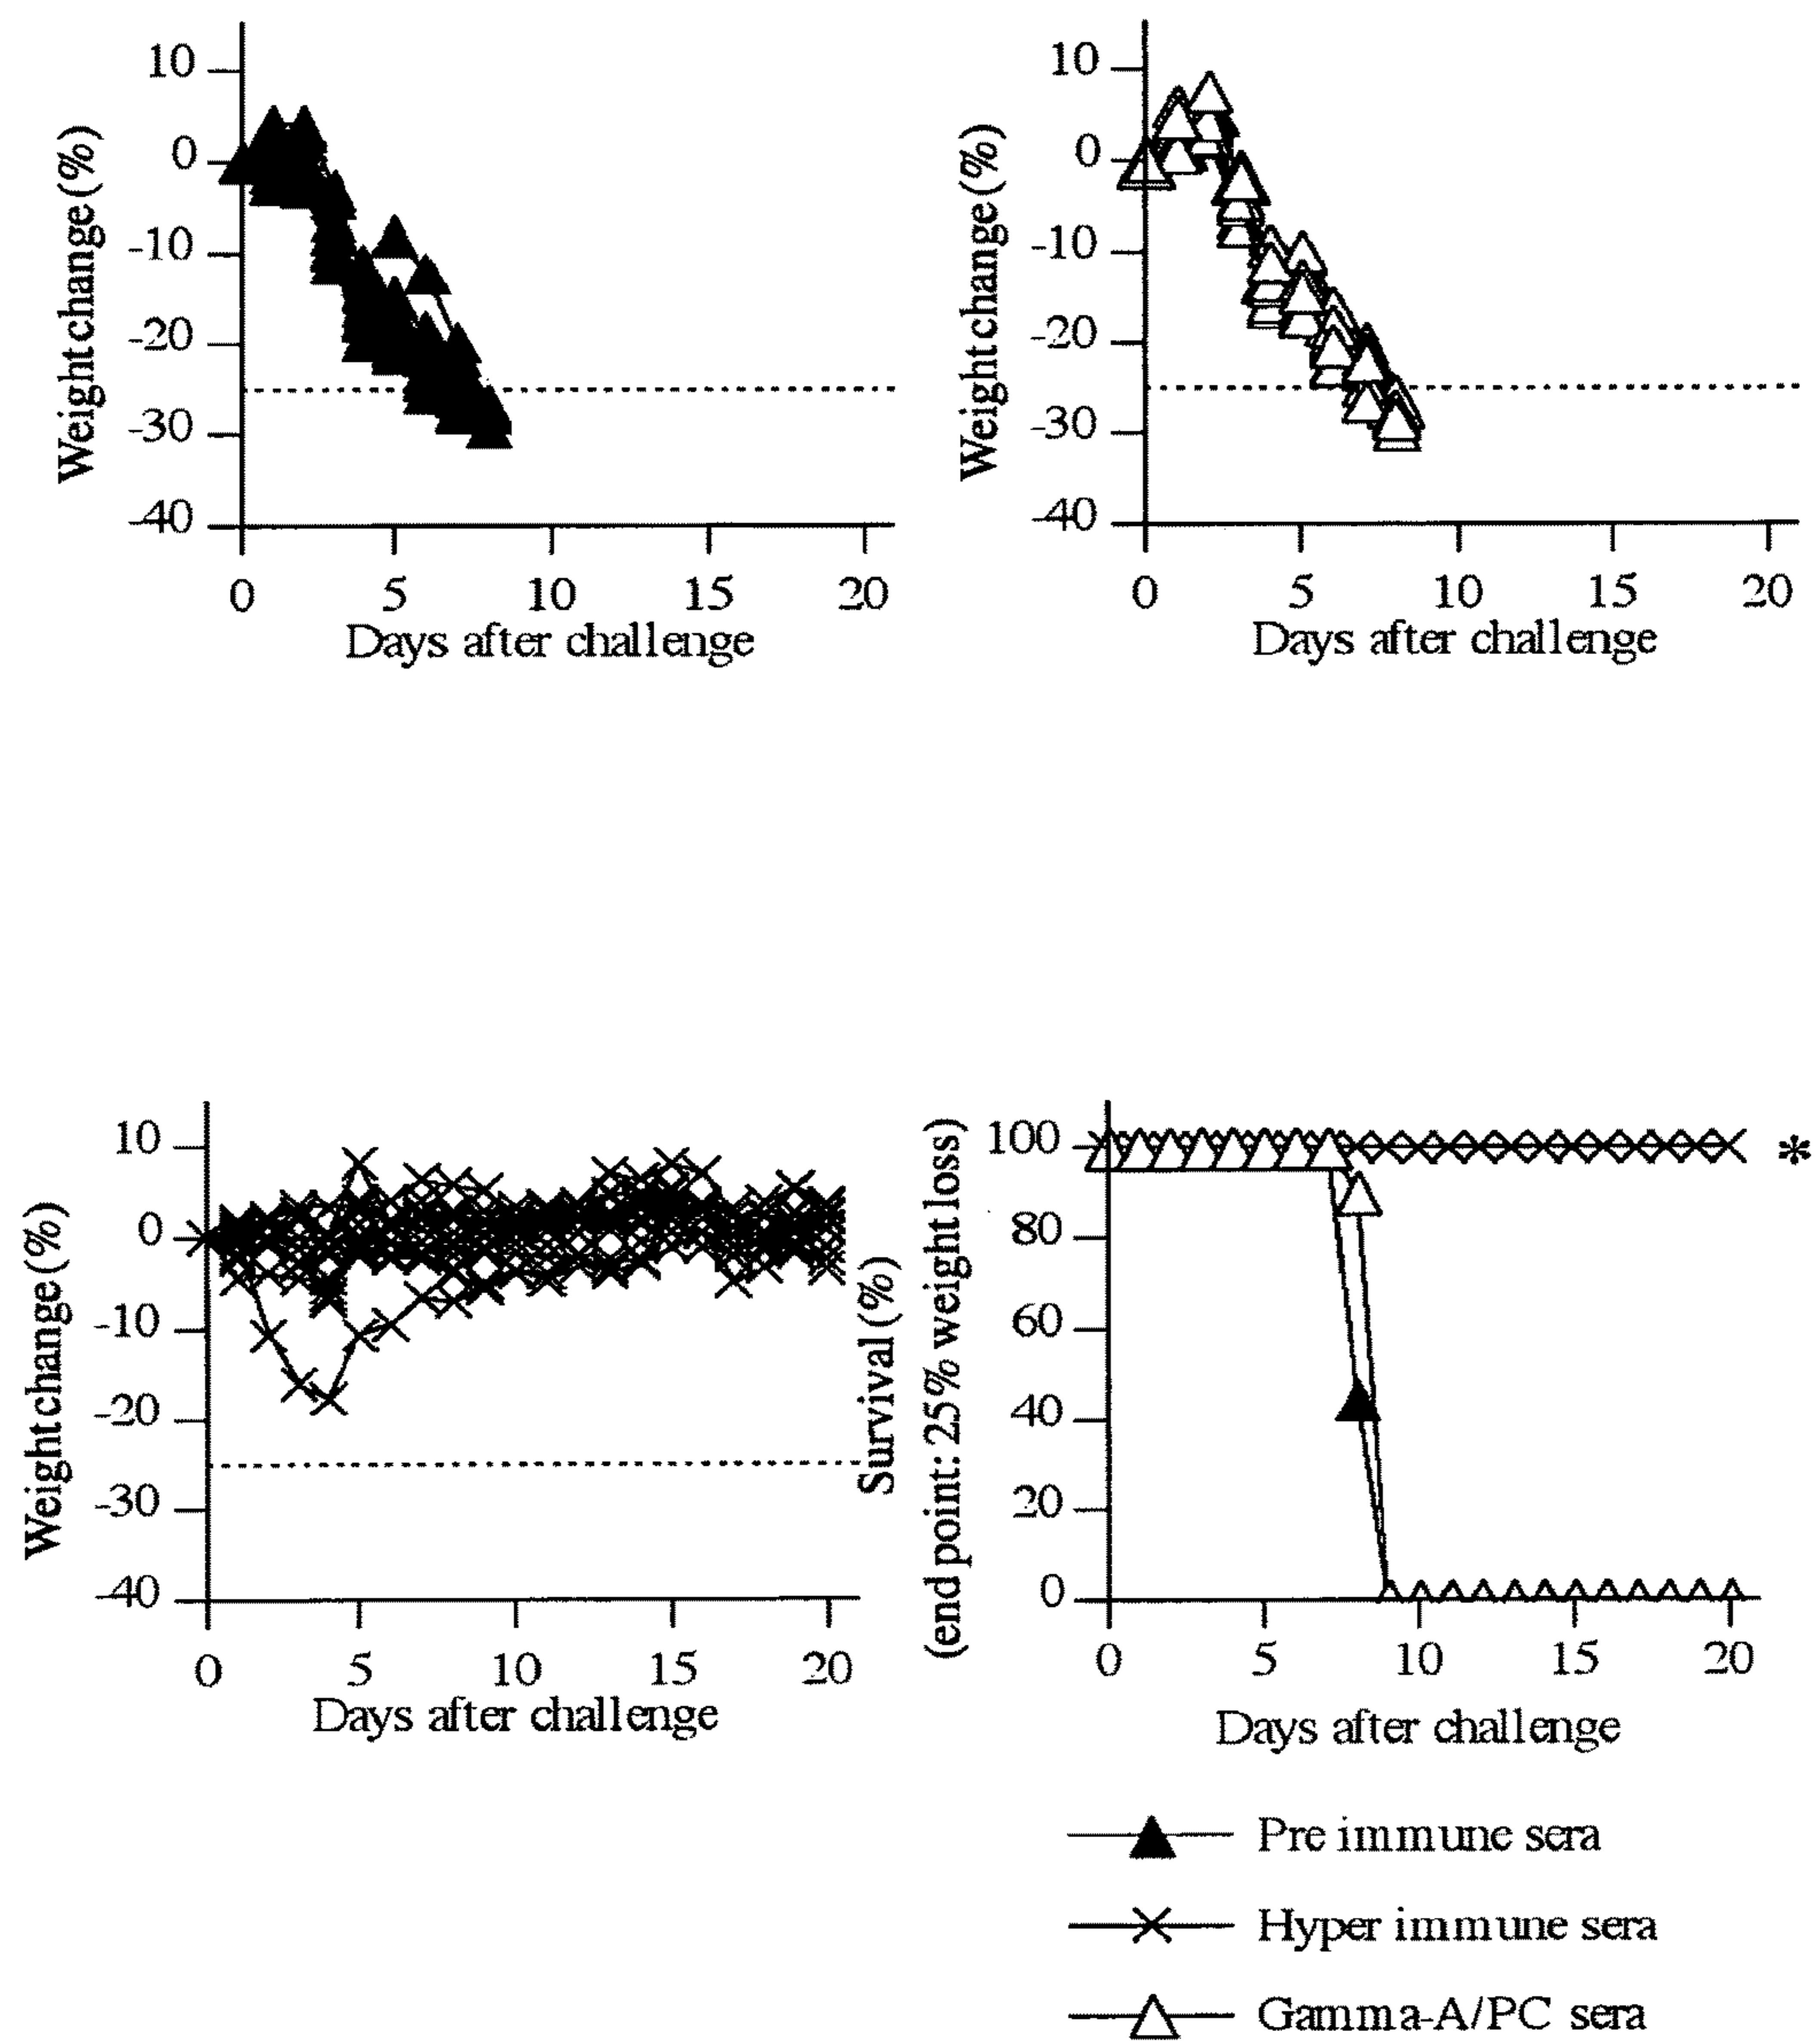 10
0
-10
-20
-30
-40
Weight change (%)
0 5 10 15 20
Days after challenge
10
0
-10
-20
-30
-40
Weight change (%)
0 5 10 15 20
Days after challenge
10
0
-10
-20
-30
-40
Weight change (%)
0 5 10 15 20
Days after challenge
Survival (%)
(end point: 25% weight loss)
100
80
60
40
20
0
*
0 5 10 15 20
Days after challenge
Pre immune sera
Hyper immune sera
Gamma-A/PC sera